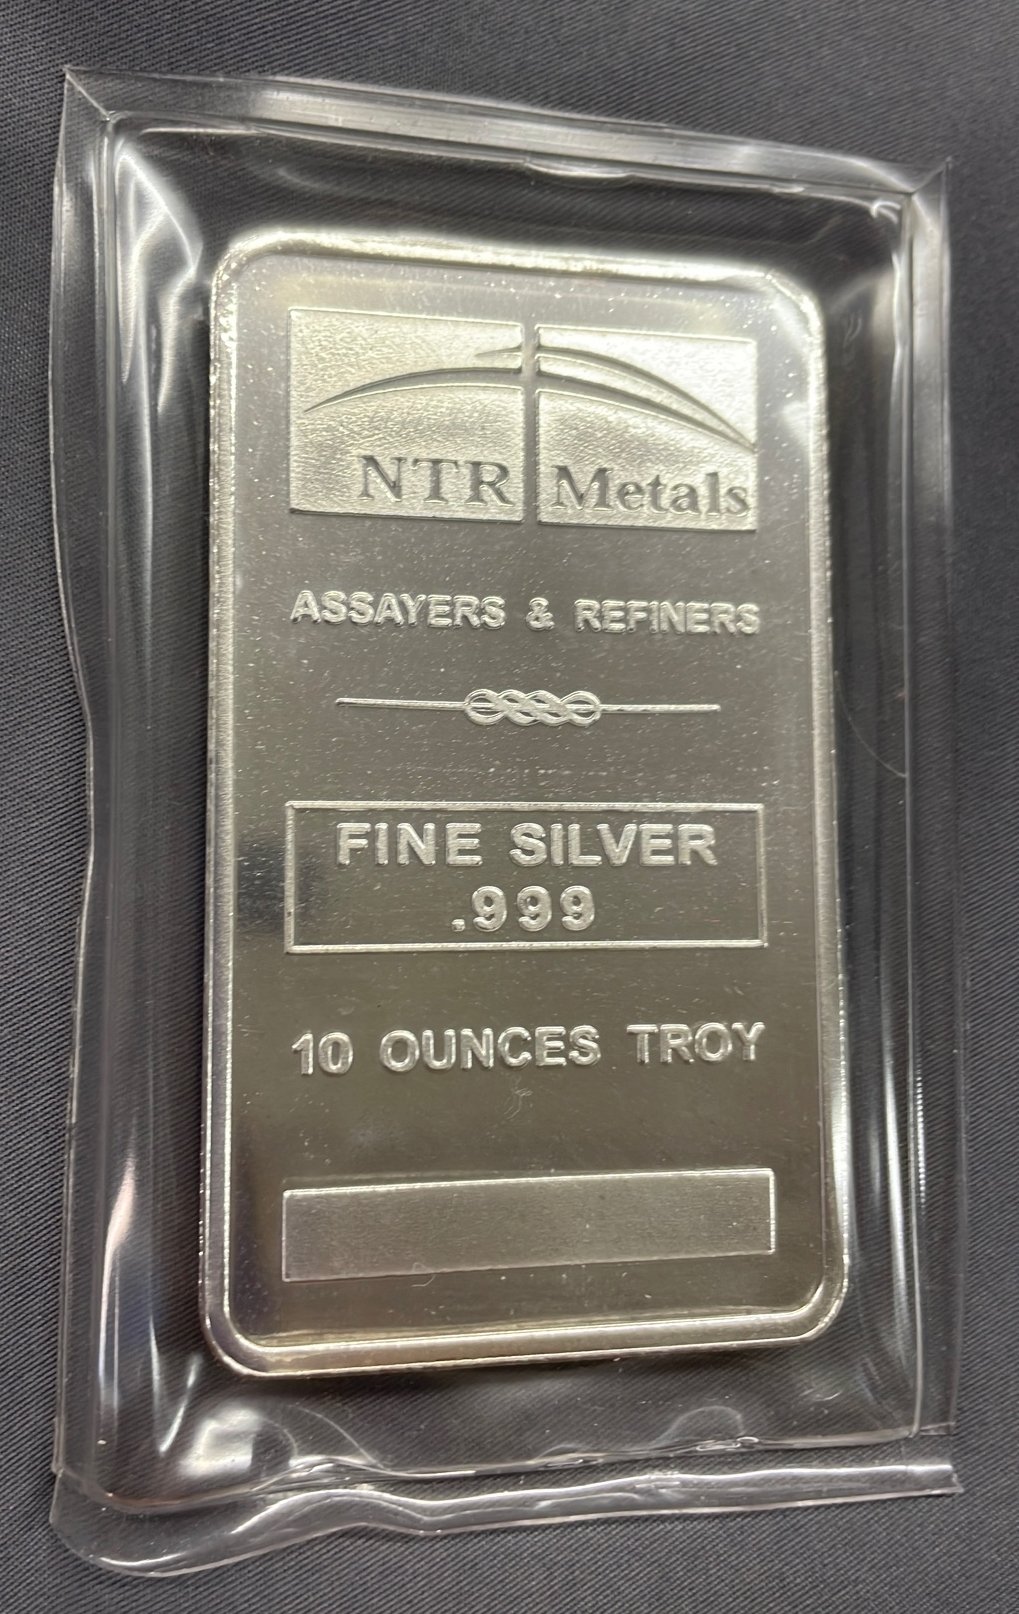 NTR Metals
ASSAYERS & REFINERS
FINE SILVER
.999
10 OUNCES TROY